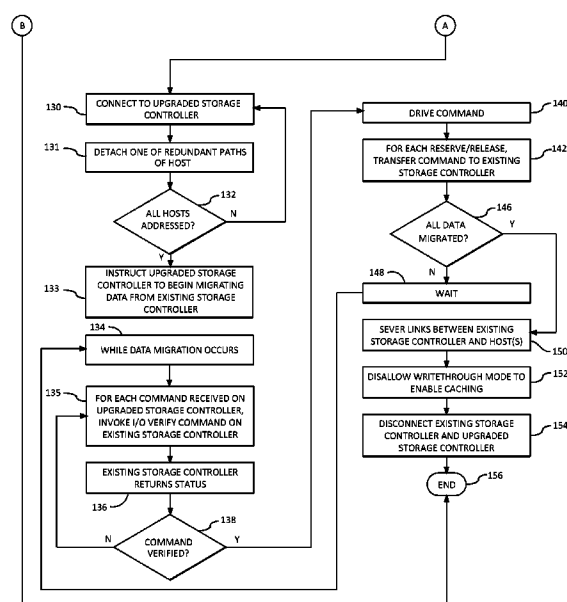 B
A
130
CONNECT TO UPGRADED STORAGE
CONTROLLER
131
DETACH ONE OF REDUNDANT PATHS
OF HOST
132
ALL HOSTS
ADDRESSED?
N
Y
133
INSTRUCT UPGRADED STORAGE
CONTROLLER TO BEGIN MIGRATING
DATA FROM EXISTING STORAGE
CONTROLLER
134
WHILE DATA MIGRATION OCCURS
135
FOR EACH COMMAND RECEIVED ON
UPGRADED STORAGE CONTROLLER,
INVOKE I/O VERIFY COMMAND ON
EXISTING STORAGE CONTROLLER
EXISTING STORAGE CONTROLLER
RETURNS STATUS
136
138
COMMAND
VERIFIED?
N
Y
DRIVE COMMAND
140
FOR EACH RESERVE/RELEASE,
TRANSFER COMMAND TO EXISTING
STORAGE CONTROLLER
142
146
ALL DATA
MIGRATED?
Y
N
148
WAIT
SEVER LINKS BETWEEN EXISTING
STORAGE CONTROLLER AND HOST(S)
150
152
DISALLOW WRITETHROUGH MODE TO
ENABLE CACHING
DISCONNECT EXISTING STORAGE
CONTROLLER AND UPGRADED
STORAGE CONTROLLER
154
END
156